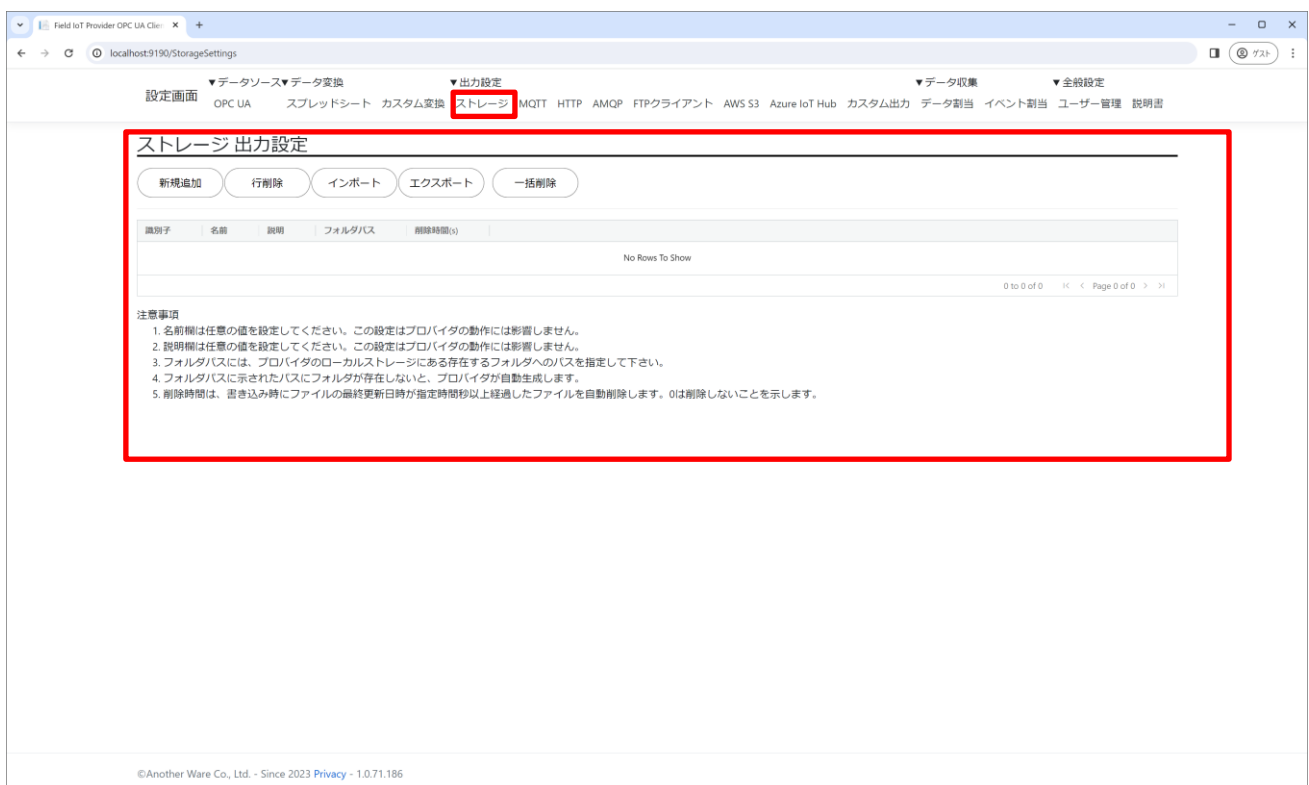 Field IoT Provider OPC UA Clien
localhost:9190/StorageSettings
ゲスト
設定画面
▼データソース▼データ変換 ▼出力設定 ▼データ収集 ▼全般設定
OPC UA スプレッドシート カスタム変換 ストレージ MQTT HTTP AMQP FTPクライアント AWS S3 Azure IoT Hub カスタム出力 データ割当 イベント割当 ユーザー管理 説明書
ストレージ 出力設定
新規追加 行削除 インポート エクスポート 一括削除
識別子 名前 説明 フォルダパス 削除時間(s)
No Rows To Show
0 to 0 of 0 Page 0 of 0
注意事項
1. 名前欄は任意の値を設定してください。この設定はプロバイダの動作には影響しません。
2. 説明欄は任意の値を設定してください。この設定はプロバイダの動作には影響しません。
3. フォルダパスには、プロバイダのローカルストレージにある存在するフォルダへのパスを指定して下さい。
4. フォルダパスに示されたパスにフォルダが存在しないと、プロバイダが自動生成します。
5. 削除時間は、書き込み時にファイルの最終更新日時が指定時間秒以上経過したファイルを自動削除します。0は削除しないことを示します。
©Another Ware Co., Ltd. - Since 2023 Privacy - 1.0.71.186